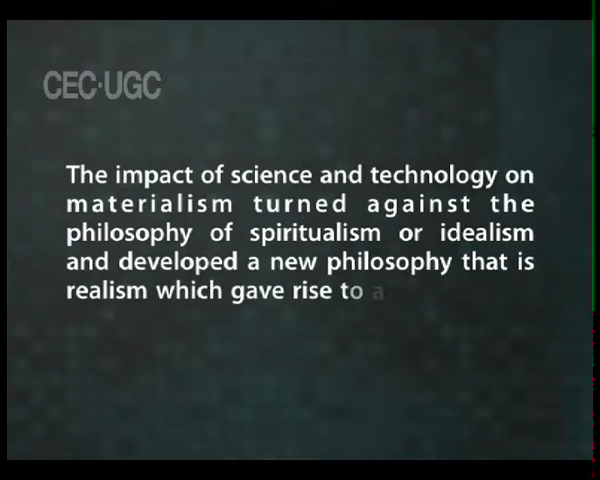 CEC·UGC
The impact of science and technology on
materialism turned against the
philosophy of spiritualism or idealism
and developed a new philosophy that is
realism which gave rise to a